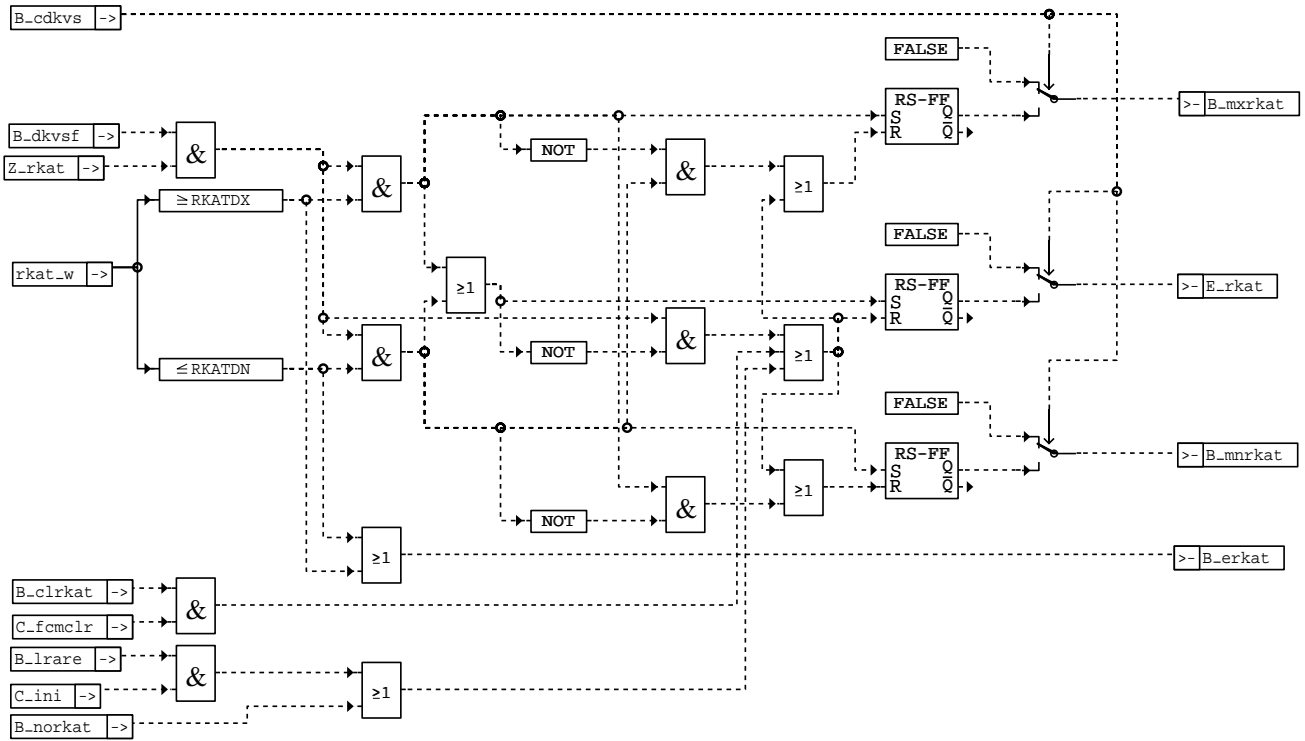 B_cdkvs ->
FALSE
RS-FF
S Q
R Q
>- B_mxrkat
B_dkvsf ->
&
Z_rkat ->
NOT
&
&
≥1
≥RKATDX
FALSE
rkat_w ->
≥1
RS-FF
S Q
R Q
>- E_rkat
&
NOT
&
≥1
≤RKATDN
FALSE
RS-FF
S Q
R Q
>- B_mnrkat
≥1
NOT
&
≥1
>- B_erkat
B_clrkat ->
&
C_fcmclr ->
B_lrare ->
&
C_ini ->
≥1
B_norkat ->